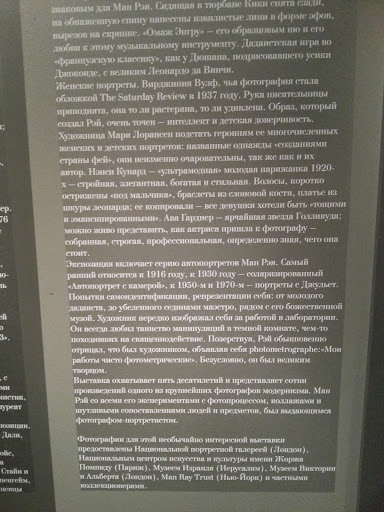 знаковым для Ман Рэя. Сидящая в тюрбане Кики снята сзади,
на обнаженную спину нанесены извилистые линии в форме эфов,
вырезов на скрипке. «Омаж Энгру» — его образцовым ню и его
любви к этому музыкальному инструменту. Дадаистская игра во
«французскую классику», как у Дюшана, подрисовавшего усики
Джоконде, с великим Леонардо да Винчи.
Женские портреты. Вирджиния Вулф, чья фотография стала
обложкой The Saturday Review в 1937 году. Рука писательницы
приподнята, она то ли растеряна, то ли удивлена. Образ, который
создал Рэй, очень точен — интеллект и детская доверчивость.
Художница Мари Лорансен подстать героиням ее многочисленных
женских и детских портретов: названные однажды «созданиями
страны фей», они неизменно очаровательны, так же как и их
автор. Нэнси Кунард — «ультрамодная» молодая парижанка 1920-
х — стройная, элегантная, богатая и стильная. Волосы, коротко
острижены «под мальчика», браслеты из слоновой кости, платье из
шкуры леопарда; ее копировали — все девушки хотели быть «тощими
и эмансипированными». Ава Гарднер — ярчайшая звезда Голливуда;
можно живо представить, как актриса пришла к фотографу —
собранная, строгая, профессиональная, определенно зная, чего она
стоит.
Экспозиция включает серию автопортретов Ман Рэя. Самый
ранний относится к 1916 году, к 1930 году — соляризированный
«Автопортрет с камерой», к 1950-м и 1970-м — портреты с Джульет.
Попытки самоидентификации, репрезентации себя: от молодого
дадаиста, до убеленного сединами маэстро, рядом с его божественной
музой. Художник нередко изображал себя за работой в лаборатории.
Он всегда любил таинство манипуляций в темной комнате, чем-то
походивших на священнодействие. Позерствуя, Рэй обыкновенно
отрицал, что был художником, объявляя себя photometrographe:«Мои
работы чисто фотометрические». Безусловно, он был великим
творцом.
Выставка охватывает пять десятилетий и представляет сотни
произведений одного из крупнейших фотографов модернизма. Ман
Рэй со всеми его экспериментами с фотопроцессом, коллажами и
шутливыми сопоставлениями людей и предметов, был выдающимся
фотографом-портретистом.
Фотографии для этой необычайно интересной выставки
предоставлены Национальной портретной галереей (Лондон),
Национальным центром искусства и культуры имени Жоржа
Помпиду (Париж), Музеем Израиля (Иерусалим), Музеем Виктории
и Альберта (Лондон), Man Ray Trust (Нью-Йорк) и частными
коллекционерами.